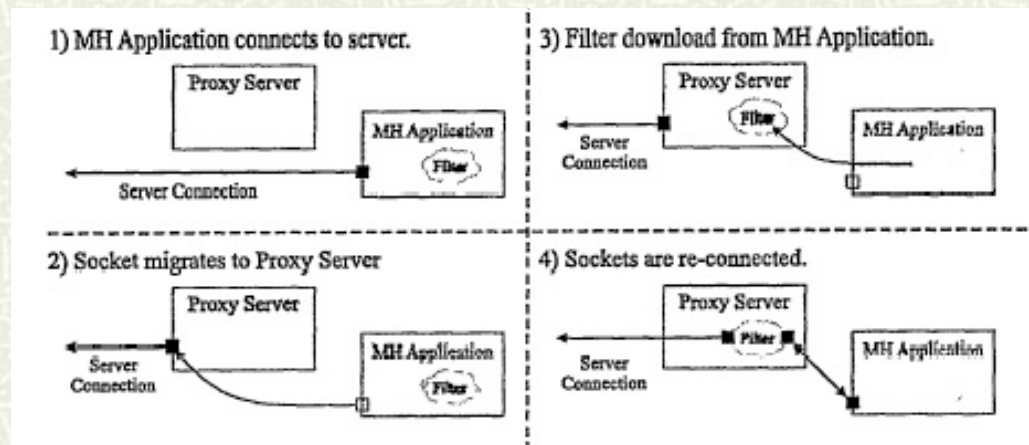 1) MH Application connects to server.
Proxy Server
MH Application
Filter
Server Connection
2) Socket migrates to Proxy Server
Proxy Server
MH Application
Filter
Server
Connection
3) Filter download from MH Application.
Proxy Server
Filter
MH Application
Server
Connection
4) Sockets are re-connected.
Proxy Server
Filter
MH Application
Server
Connection